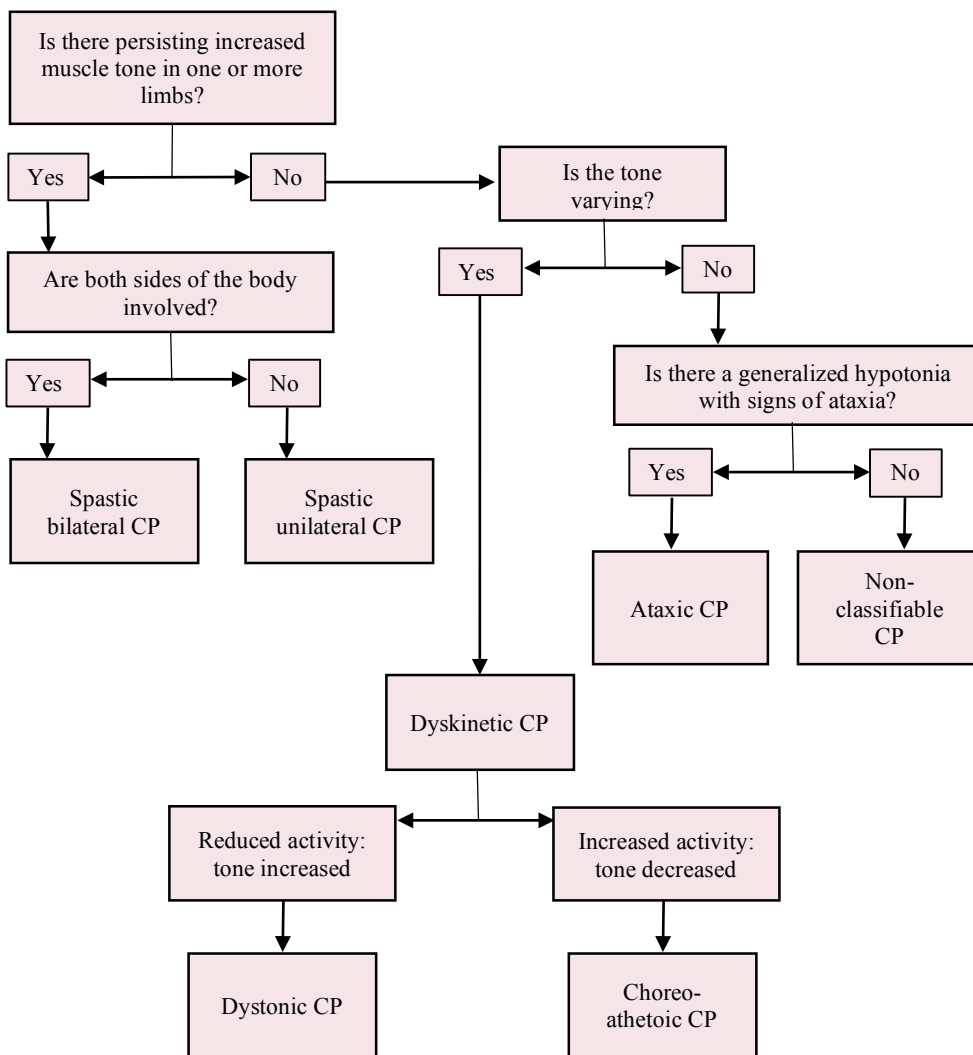 Is there persisting increased
muscle tone in one or more
limbs?
Yes
No
Is the tone
varying?
Are both sides of the body
involved?
Yes
No
Yes
No
Is there a generalized hypotonia
with signs of ataxia?
Spastic
bilateral CP
Spastic
unilateral CP
Yes
No
Ataxic CP
Non-
classifiable
CP
Dyskinetic CP
Reduced activity:
tone increased
Increased activity:
tone decreased
Dystonic CP
Choreo-
athetoic CP